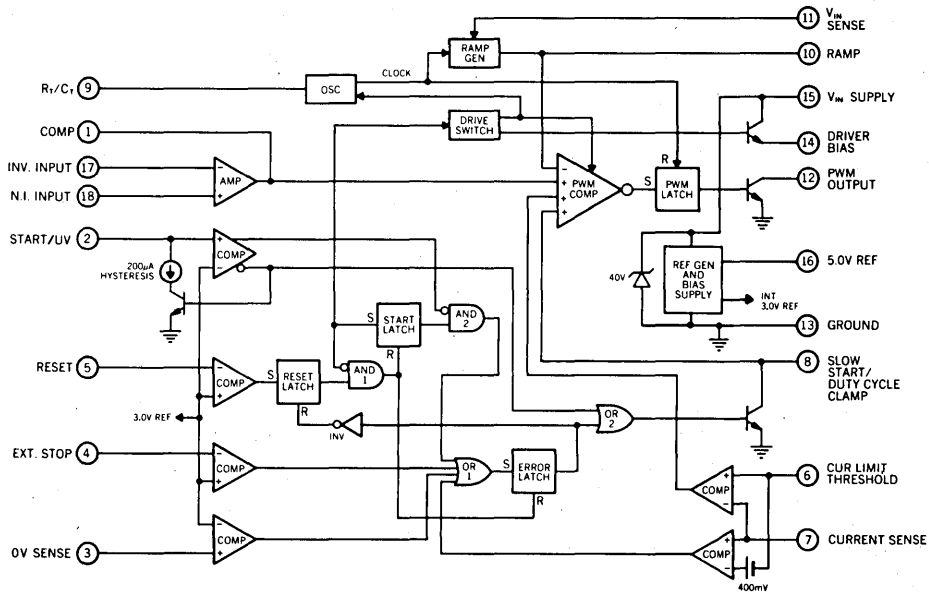 11 VIN SENSE
RAMP GEN
10 RAMP
CLOCK
RT/CT 9
OSC
15 VIN SUPPLY
COMP 1
DRIVE SWITCH
14 DRIVER BIAS
INV. INPUT 17
- AMP +
N.I. INPUT 18
- + + + PWM COMP
S R PWM LATCH
12 PWM OUTPUT
START/UV 2
+ COMP -
200μA HYSTERESIS
40V
REF GEN AND BIAS SUPPLY
16 5.0V REF
INT 3.0V REF
13 GROUND
AND 2
S START LATCH R
8 SLOW START/ DUTY CYCLE CLAMP
RESET 5
- COMP +
S RESET LATCH R
AND 1
3.0V REF
INV
OR 2
EXT. STOP 4
- COMP +
OR 1
S ERROR LATCH R
COMP + -
6 CUR LIMIT THRESHOLD
OV SENSE 3
- COMP +
COMP + -
7 CURRENT SENSE
400mV